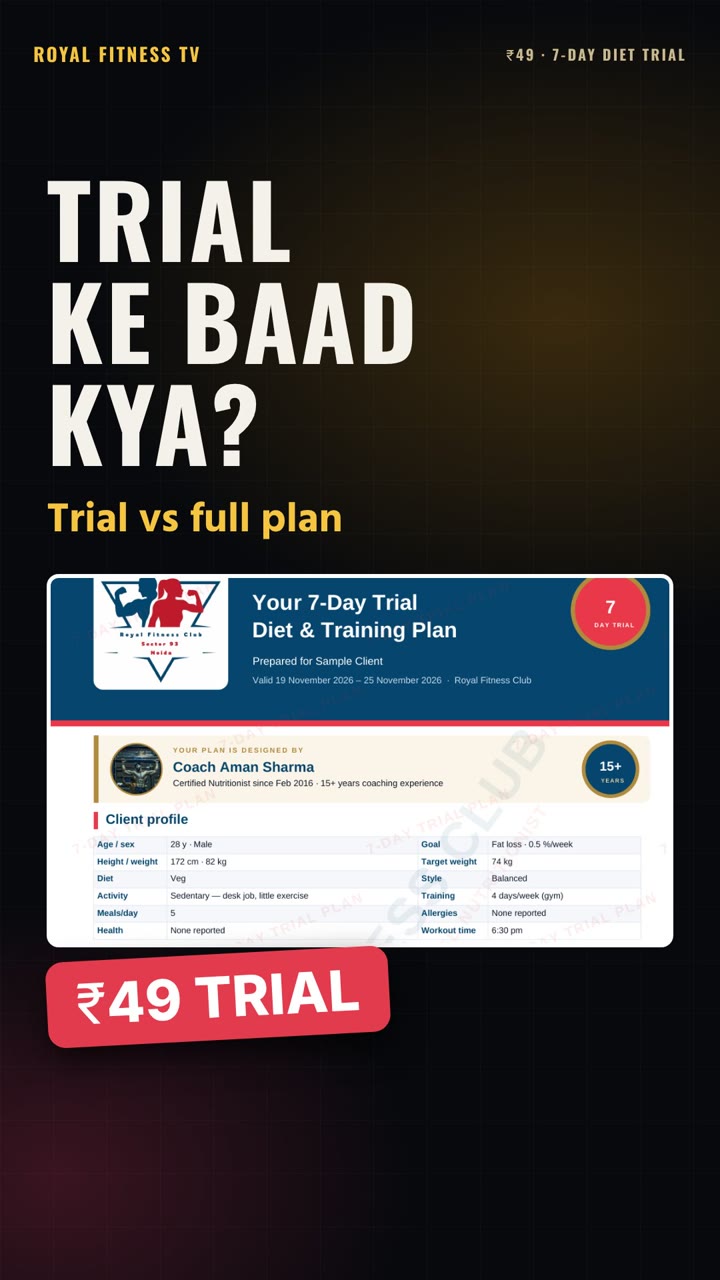 ROYAL FITNESS TV
₹49 · 7-DAY DIET TRIAL
TRIAL
KE BAAD
KYA?
Trial vs full plan
Royal Fitness Club
Sector 93
Noida
Your 7-Day Trial
Diet & Training Plan
Prepared for Sample Client
Valid 19 November 2026 – 25 November 2026 · Royal Fitness Club
7
DAY TRIAL
YOUR PLAN IS DESIGNED BY
Coach Aman Sharma
Certified Nutritionist since Feb 2016 · 15+ years coaching experience
15+
YEARS
Client profile
Age / sex 28 y · Male Goal Fat loss · 0.5 %/week
Height / weight 172 cm · 82 kg Target weight 74 kg
Diet Veg Style Balanced
Activity Sedentary — desk job, little exercise Training 4 days/week (gym)
Meals/day 5 Allergies None reported
Health None reported Workout time 6:30 pm
7-DAY TRIAL PLAN
₹49 TRIAL